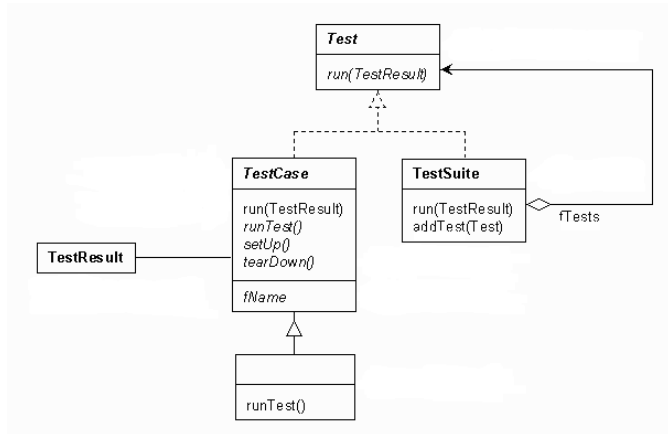 Test
run(TestResult)
TestCase
run(TestResult)
runTest()
setUp()
tearDown()
fName
TestSuite
run(TestResult)
addTest(Test)
fTests
TestResult
runTest()